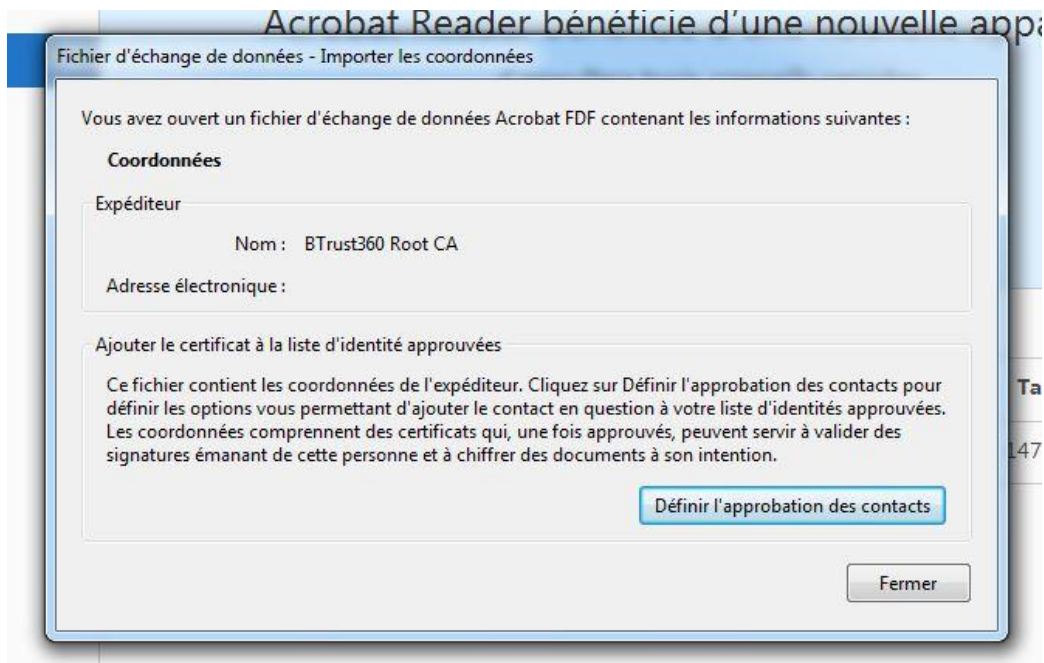 Acrobat Reader bénéficie d'une nouvelle
Fichier d'échange de données - Importer les coordonnées
Vous avez ouvert un fichier d'échange de données Acrobat FDF contenant les informations suivantes :
Coordonnées
Expéditeur
Nom : BTrust360 Root CA
Adresse électronique :
Ajouter le certificat à la liste d'identité approuvées
Ce fichier contient les coordonnées de l'expéditeur. Cliquez sur Définir l'approbation des contacts pour
définir les options vous permettant d'ajouter le contact en question à votre liste d'identités approuvées.
Les coordonnées comprennent des certificats qui, une fois approuvés, peuvent servir à valider des
signatures émanant de cette personne et à chiffrer des documents à son intention.
Ta
147
Définir l'approbation des contacts
Fermer